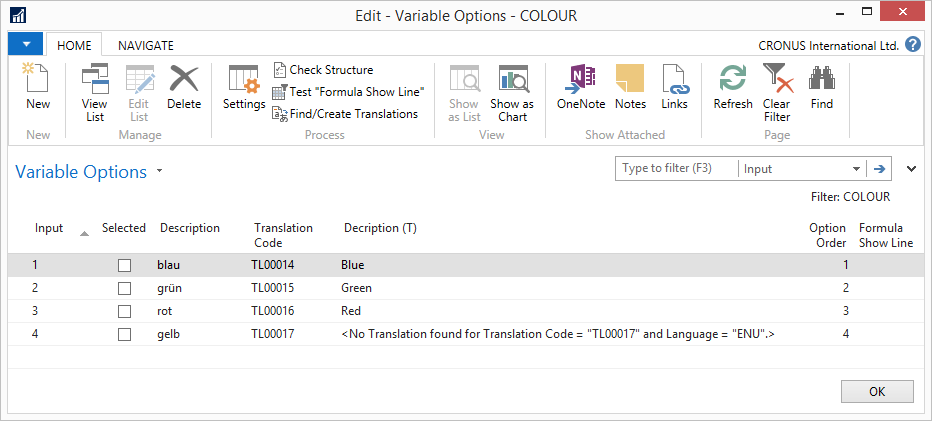 Edit - Variable Options - COLOUR
HOME NAVIGATE CRONUS International Ltd. ?
New
View List
Edit List
Delete
Settings
Check Structure
Test "Formula Show Line"
Find/Create Translations
Show as List
Show as Chart
OneNote
Notes
Links
Refresh
Clear Filter
Find
New Manage Process View Show Attached Page
Variable Options
Type to filter (F3) Input
Filter: COLOUR
Input Selected Description Translation Code Decription (T) Option Order Formula Show Line
1 blau TL00014 Blue 1
2 grün TL00015 Green 2
3 rot TL00016 Red 3
4 gelb TL00017 <No Translation found for Translation Code = "TL00017" and Language = "ENU".> 4
OK